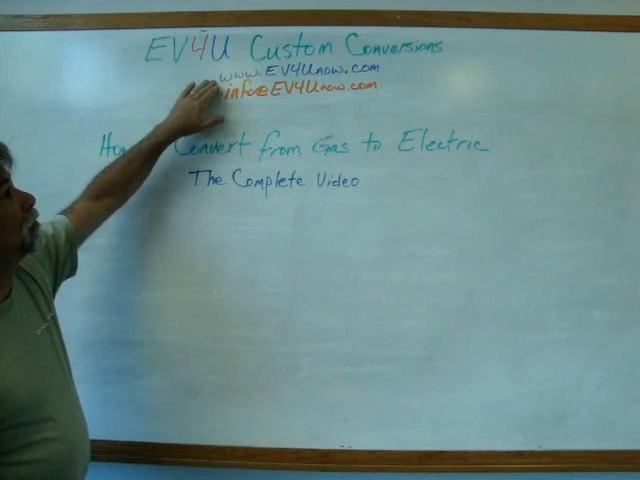 EV4U Custom Conversions
www.EV4Unow.com
info@EV4Unow.com
Convert from Gas to Electric
The Complete Video